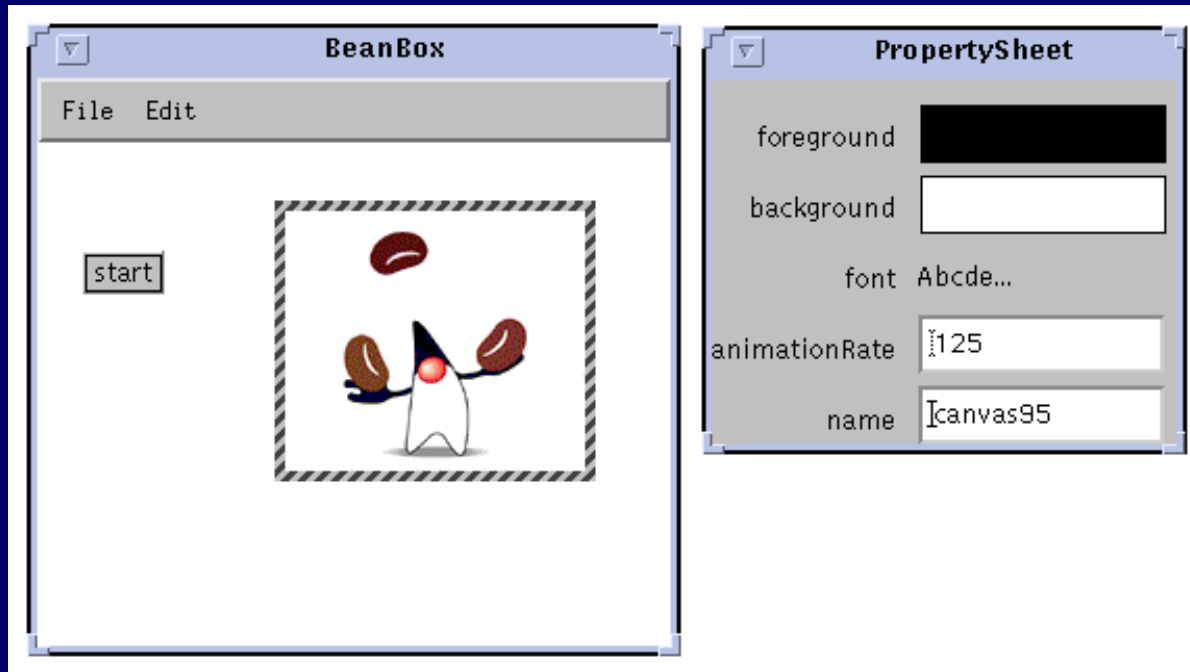 BeanBox
File Edit
start
PropertySheet
foreground
background
font Abcde...
animationRate 125
name canvas95